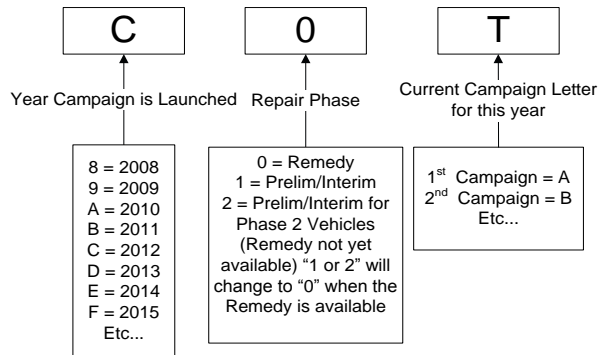 C 0 T
Year Campaign is Launched
Repair Phase
Current Campaign Letter
for this year
8 = 2008
9 = 2009
A = 2010
B = 2011
C = 2012
D = 2013
E = 2014
F = 2015
Etc...
0 = Remedy
1 = Prelim/Interim
2 = Prelim/Interim for
Phase 2 Vehicles
(Remedy not yet
available) “1 or 2” will
change to “0” when the
Remedy is available
1st Campaign = A
2nd Campaign = B
Etc...